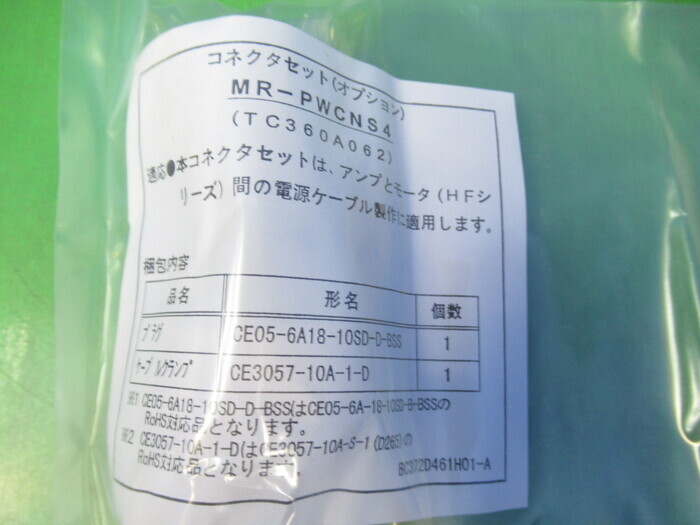 コネクタセット(オプション)
MR-PWCNS4
(TC360A062)
適応●本コネクタセットは、アンプとモータ(HFシ
リーズ)間の電源ケーブル製作に適用します。
梱包内容
品名 形名 個数
プラグ CE05-6A18-10SD-D-BSS 1
ケーブルクランプ CE3057-10A-1-D 1
※1 CE05-6A18-10SD-D-BSSはCE05-6A-18-10SD-B-BSSの
RoHS対応品となります。
※2 CE3057-10A-1-D(はCE3057-10A-S-1 (D265)の
RoHS対応品となります。
BC372D461H01-A